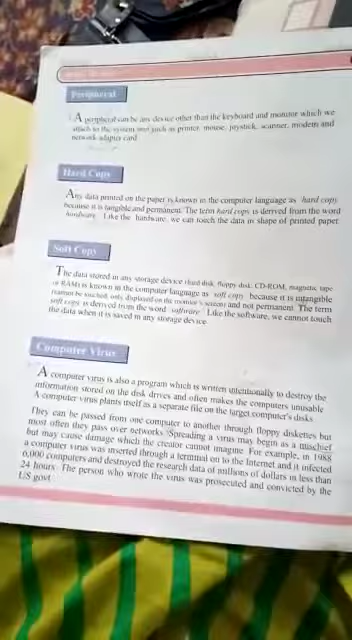 Peripheral
A peripheral can be any device other than the keyboard and monitor which we
attach to the system unit such as printer, mouse, joystick, scanner, modem and
network adapter card
Hard Copy
Any data printed on the paper is known in the computer language as hard copy
because it is tangible and permanent. The term hard copy is derived from the word
hardware. Like the hardware, we can touch the data in shape of printed paper.
Soft Copy
The data stored in any storage device (hard disk, floppy disk, CD-ROM, magnetic tape
or RAM) is known in the computer language as soft copy because it is intangible
(cannot be touched, only displayed on the monitor's screen) and not permanent. The term
soft copy is derived from the word software. Like the software, we cannot touch
the data when it is saved in any storage device.
Computer Virus
A computer virus is also a program which is written intentionally to destroy the
information stored on the disk drives and often makes the computers unusable.
A computer virus plants itself as a separate file on the target computer's disks.
They can be passed from one computer to another through floppy diskettes but
most often they pass over networks. Spreading a virus may begin as a mischief
but may cause damage which the creator cannot imagine. For example, in 1988
a computer virus was inserted through a terminal on to the Internet and it infected
6,000 computers and destroyed the research data of millions of dollars in less than
24 hours. The person who wrote the virus was prosecuted and convicted by the
US govt.